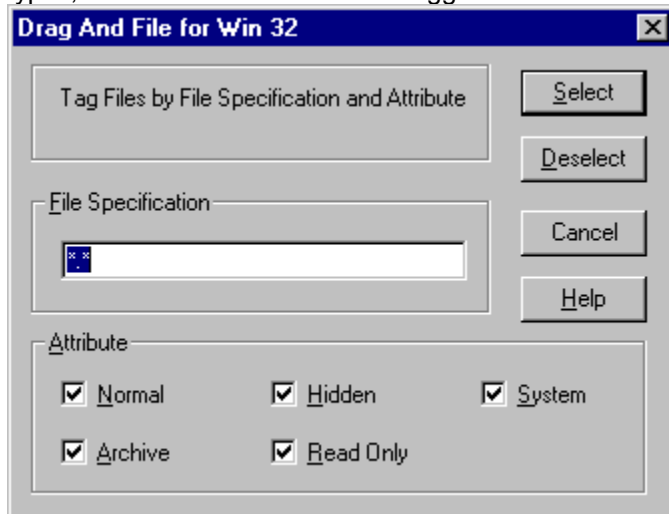 Drag And File for Win 32
Tag Files by File Specification and Attribute
Select
Deselect
File Specification
*.*
Cancel
Help
Attribute
Normal
Hidden
System
Archive
Read Only